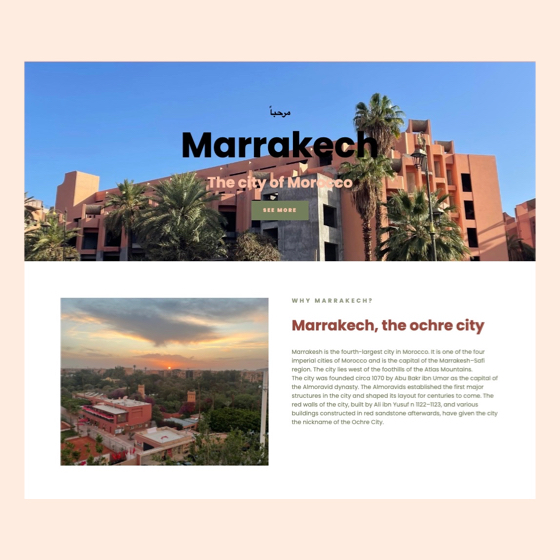 مرحباً
Marrakech
The city of Morocco
SEE MORE
WHY MARRAKECH?
Marrakech, the ochre city
Marrakesh is the fourth-largest city in Morocco. It is one of the four
imperial cities of Morocco and is the capital of the Marrakesh–Safi
region. The city lies west of the foothills of the Atlas Mountains.
The city was founded circa 1070 by Abu Bakr ibn Umar as the capital of
the Almoravid dynasty. The Almoravids established the first major
structures in the city and shaped its layout for centuries to come. The
red walls of the city, built by Ali ibn Yusuf n 1122–1123, and various
buildings constructed in red sandstone afterwards, have given the city
the nickname of the Ochre City.